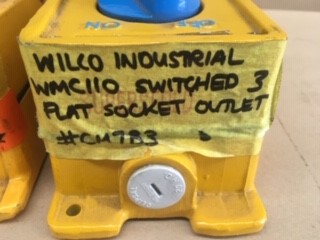 WILCO INDUSTRIAL
WMC110 SWITCHED 3
FLAT SOCKET OUTLET
#CM783